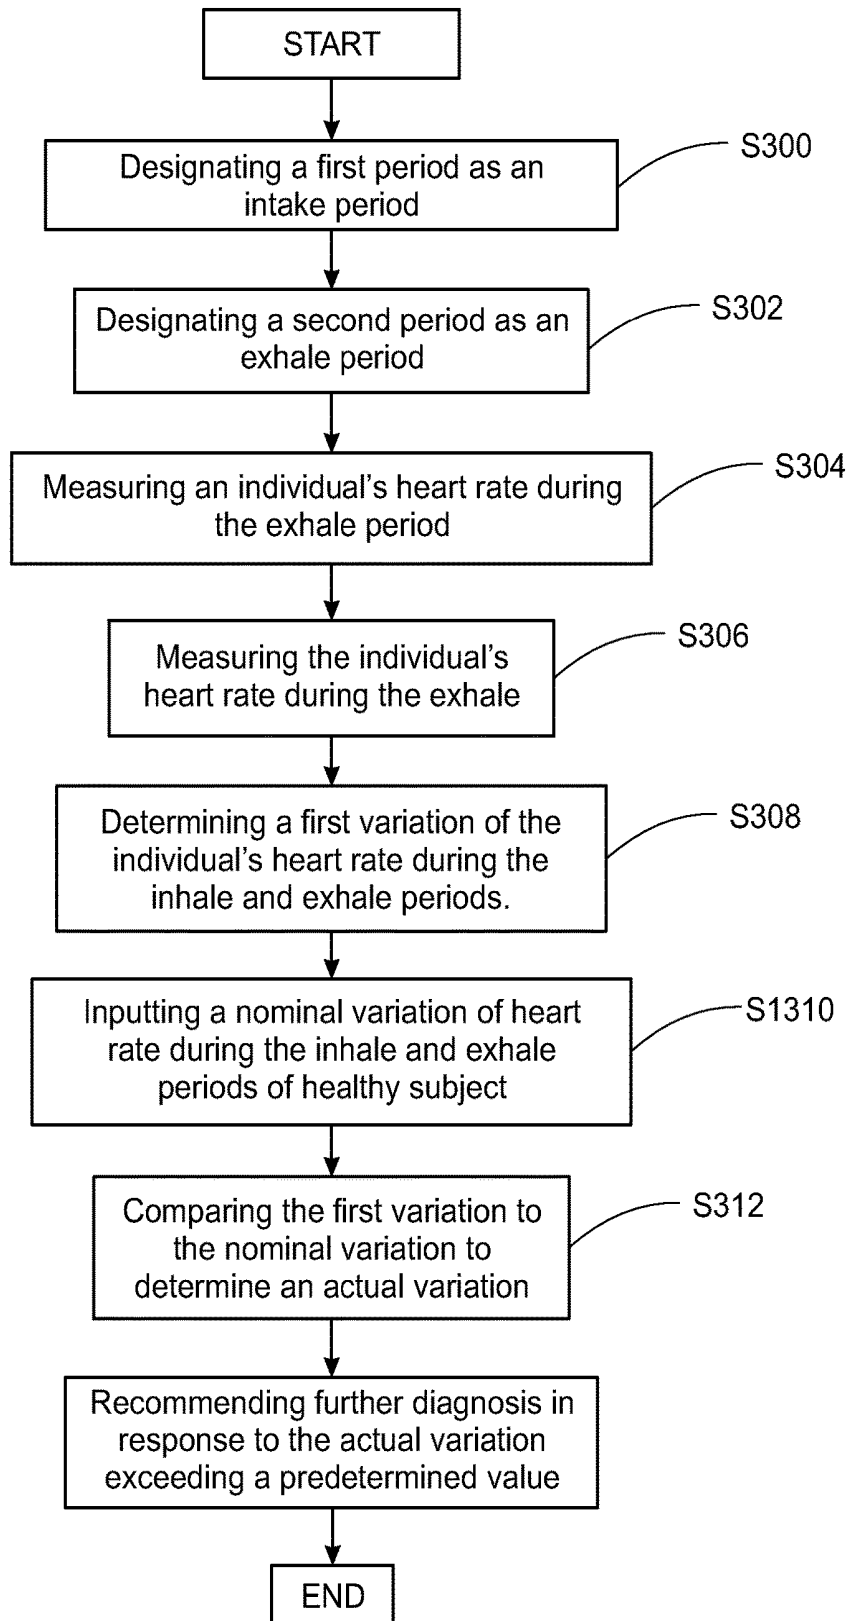 START
Designating a first period as an
intake period
S300
Designating a second period as an
exhale period
S302
Measuring an individual's heart rate during
the exhale period
S304
Measuring the individual's
heart rate during the exhale
S306
Determining a first variation of the
individual's heart rate during the
inhale and exhale periods.
S308
Inputting a nominal variation of heart
rate during the inhale and exhale
periods of healthy subject
S1310
Comparing the first variation to
the nominal variation to
determine an actual variation
S312
Recommending further diagnosis in
response to the actual variation
exceeding a predetermined value
END